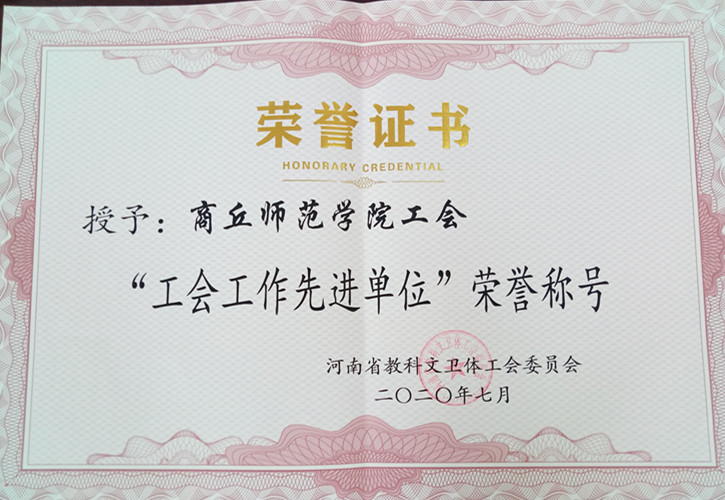 荣誉证书
HONORARY CREDENTIAL
授予：商丘师范学院工会
“工会工作先进单位”荣誉称号
河南省教科文卫体工会委员会
二〇二〇年七月